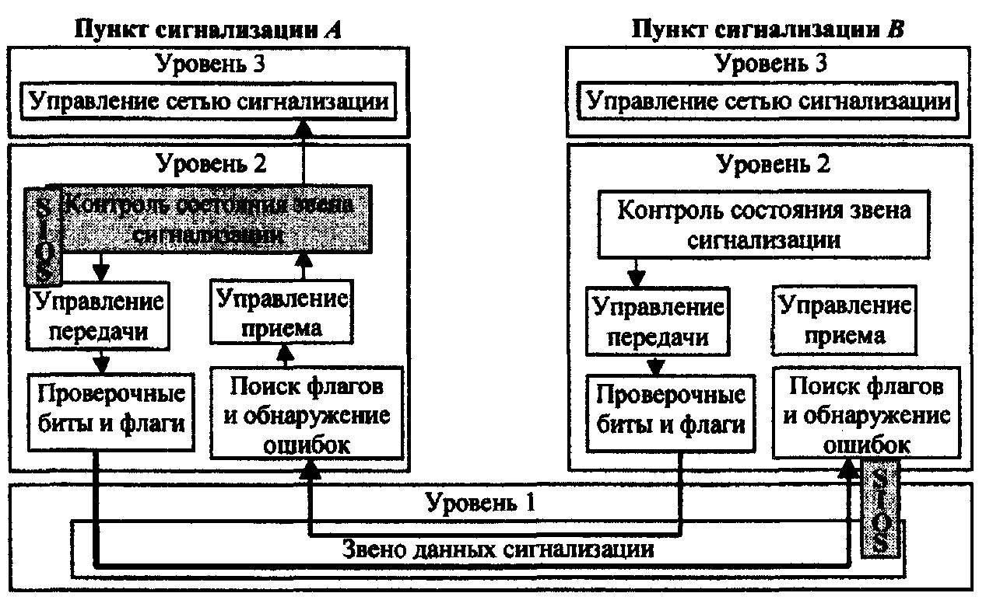 Пункт сигнализации A
Уровень 3
Управление сетью сигнализации
Уровень 2
SIOS
Контроль состояния звена
сигнализации
Управление
передачи
Управление
приема
Проверочные
биты и флаги
Поиск флагов
и обнаружение
ошибок
Пункт сигнализации B
Уровень 3
Управление сетью сигнализации
Уровень 2
Контроль состояния звена
сигнализации
Управление
передачи
Управление
приема
Проверочные
биты и флаги
Поиск флагов
и обнаружение
ошибок
SIOS
Уровень 1
Звено данных сигнализации